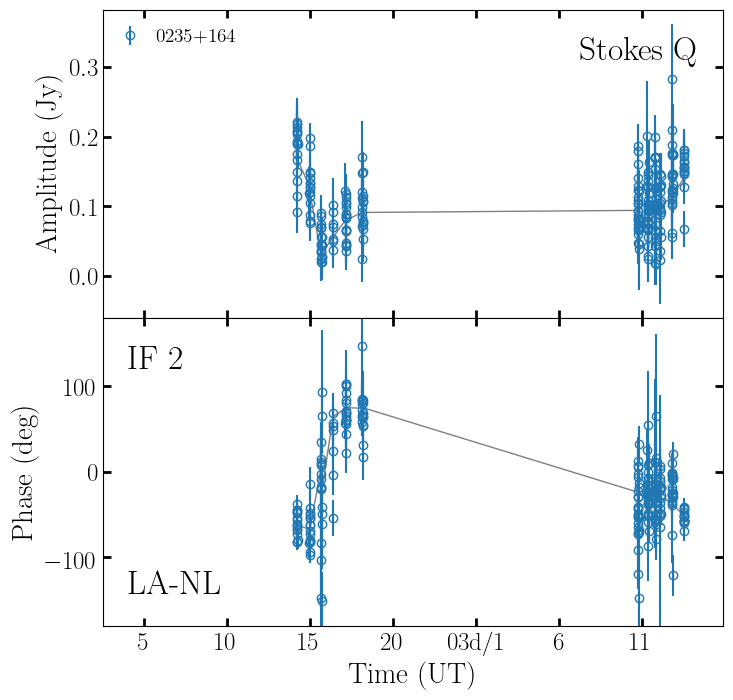 0235+164
Stokes Q
0.3
0.2
0.1
0.0
Amplitude (Jy)
IF 2
100
0
−100
Phase (deg)
LA-NL
5 10 15 20 03d/1 6 11
Time (UT)